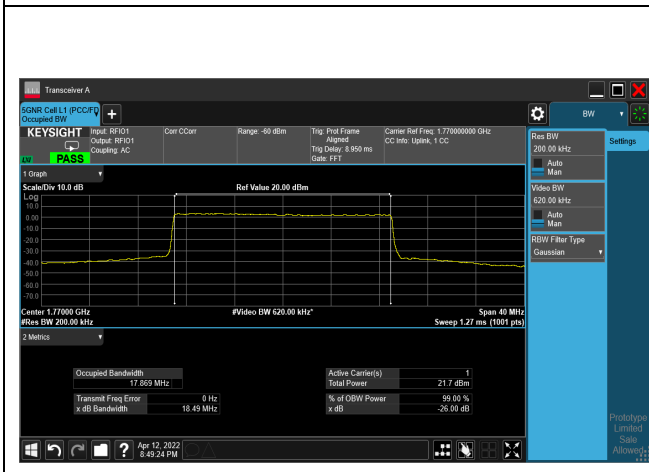 Transceiver A
5GNR Cell L1 (PCC/FD
Occupied BW
KEYSIGHT
LXI
PASS
Input: RFIO1
Output: RFIO1
Coupling: AC
Corr CCorr
Range: -60 dBm
Trig: Prot Frame
Aligned
Trig Delay: 8.950 ms
Gate: FFT
Carrier Ref Freq: 1.770000000 GHz
CC Info: Uplink, 1 CC
BW
Res BW
200.00 kHz
Auto
Man
Video BW
620.00 kHz
Auto
Man
RBW Filter Type
Gaussian
Settings
1 Graph
Scale/Div 10.0 dB
Ref Value 20.00 dBm
Log
10.0
0.00
-10.0
-20.0
-30.0
-40.0
-50.0
-60.0
-70.0
Center 1.77000 GHz
#Video BW 620.00 kHz*
Span 40 MHz
#Res BW 200.00 kHz
Sweep 1.27 ms (1001 pts)
2 Metrics
Occupied Bandwidth
17.869 MHz
Transmit Freq Error 0 Hz
x dB Bandwidth 18.49 MHz
Active Carrier(s) 1
Total Power 21.7 dBm
% of OBW Power 99.00 %
x dB -26.00 dB
Apr 12, 2022
8:49:24 PM
Prototype
Limited
Sale
Allowed